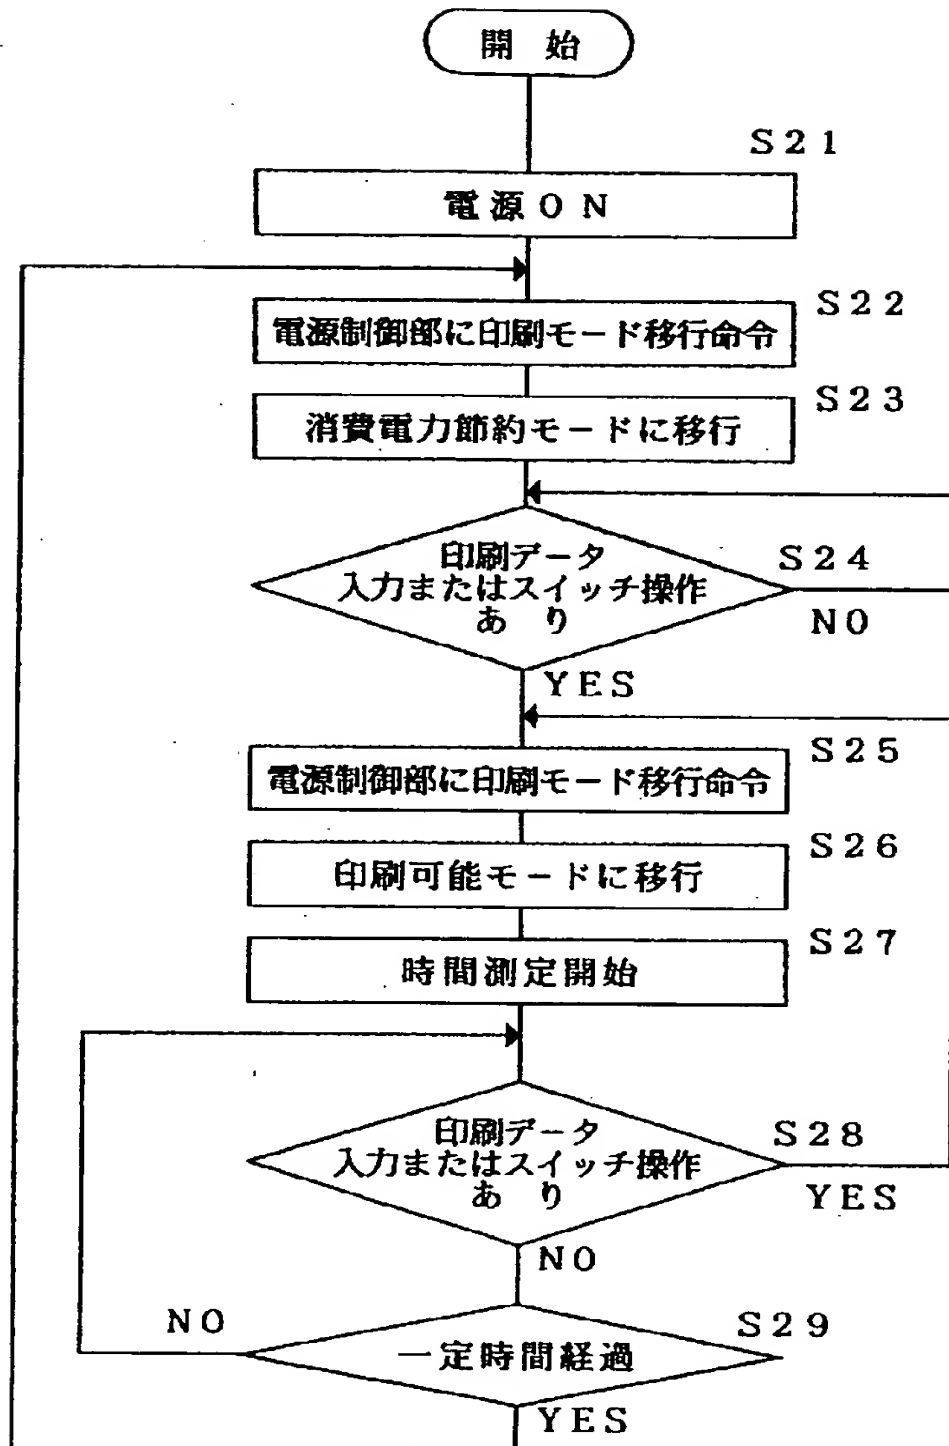 開 始
S21
電源ON
S22
電源制御部に印刷モード移行命令
S23
消費電力節約モードに移行
印刷データ
入力またはスイッチ操作
あ り
S24
NO
YES
S25
電源制御部に印刷モード移行命令
S26
印刷可能モードに移行
S27
時間測定開始
印刷データ
入力またはスイッチ操作
あ り
S28
YES
NO
NO
S29
一定時間経過
YES